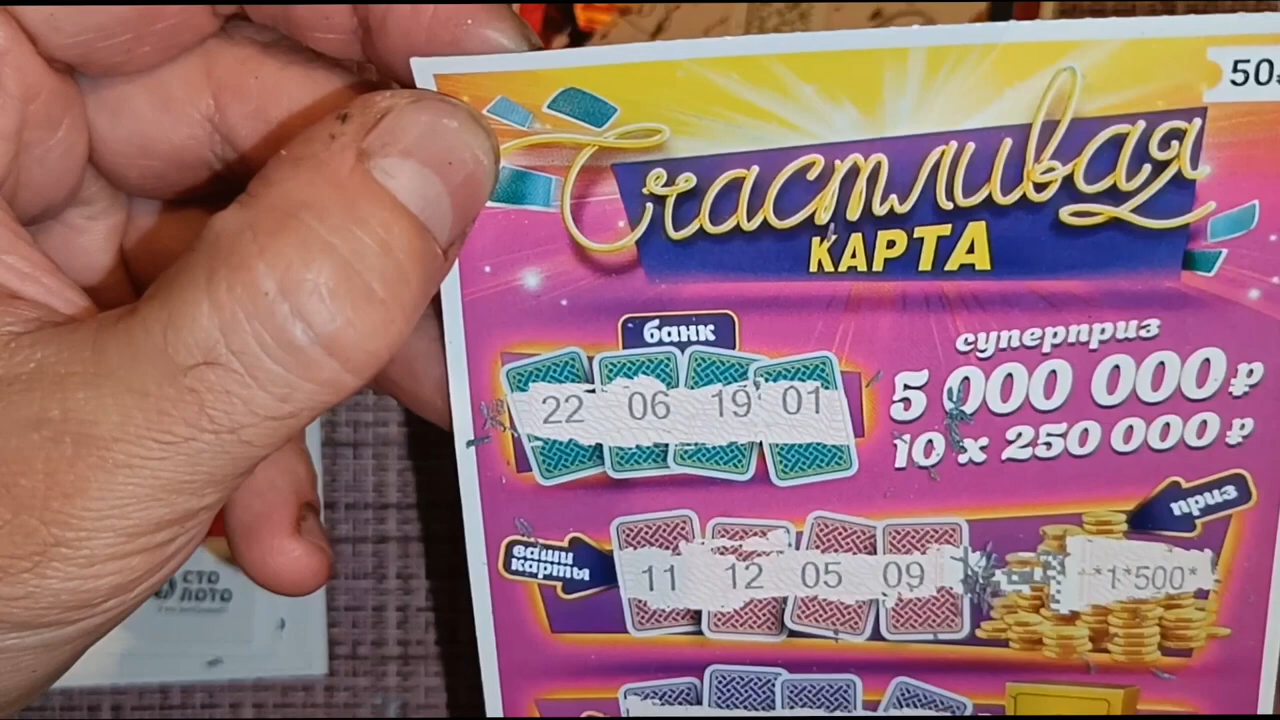 50
Счастливая
КАРТА
банк
22 06 19 01
суперприз
5 000 000 ₽
10 x 250 000 ₽
приз
ваши
карты
11 12 05 09
*1*500*
СТО
ЛОТО